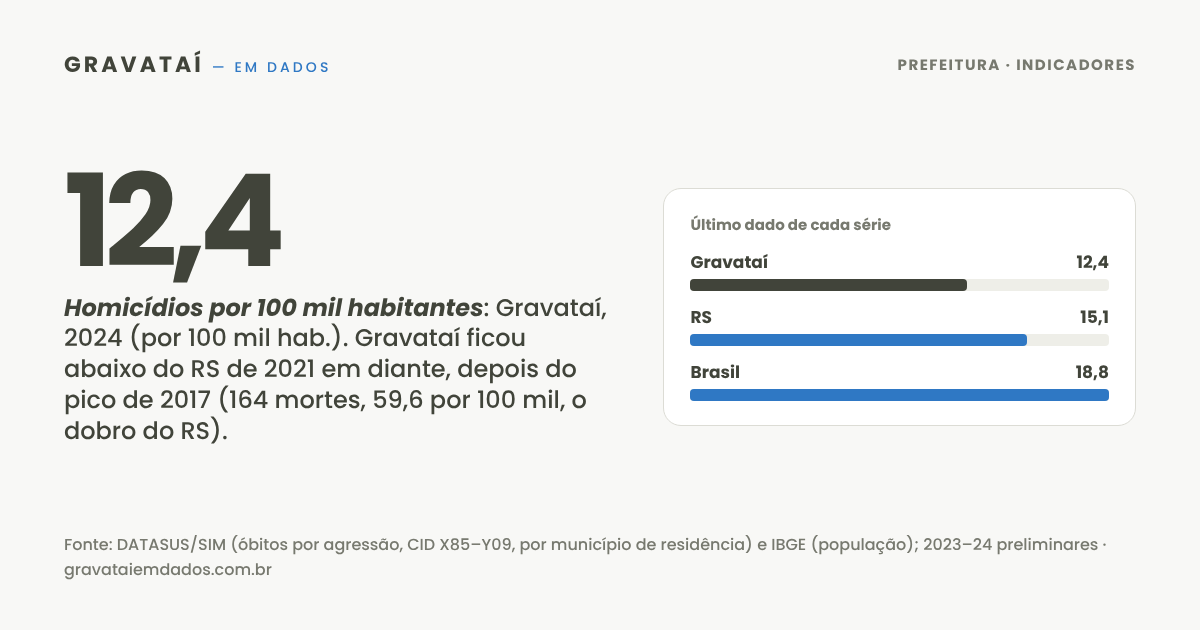 GRAVATAÍ — EM DADOS
PREFEITURA · INDICADORES
12,4
Homicídios por 100 mil habitantes: Gravataí,
2024 (por 100 mil hab.). Gravataí ficou
abaixo do RS de 2021 em diante, depois do
pico de 2017 (164 mortes, 59,6 por 100 mil, o
dobro do RS).
Último dado de cada série
Gravataí 12,4
RS 15,1
Brasil 18,8
Fonte: DATASUS/SIM (óbitos por agressão, CID X85–Y09, por município de residência) e IBGE (população); 2023–24 preliminares ·
gravataiemdados.com.br